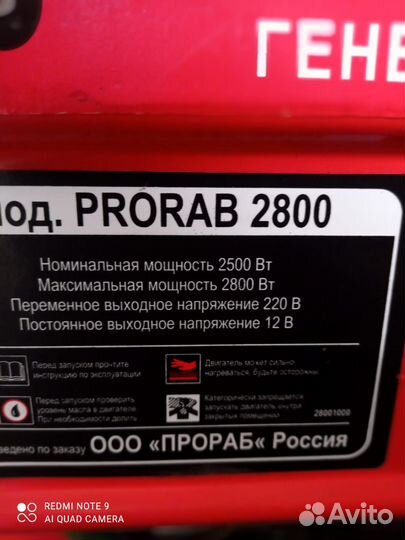 ГЕНЕ
Мод. PRORAB 2800
Номинальная мощность 2500 Вт
Максимальная мощность 2800 Вт
Переменное выходное напряжение 220 В
Постоянное выходное напряжение 12 В
Перед запуском прочтите
инструкцию по эксплуатации
Двигатель может сильно
нагреваться, будьте осторожны
Перед запуском проверить
уровень масла в двигателе
При необходимости долить
Категорически запрещается
запускать двигатель внутри
закрытых помещений
28001000
ведено по заказу ООО «ПРОРАБ« Россия
REDMI NOTE 9
AI QUAD CAMERA
Avito